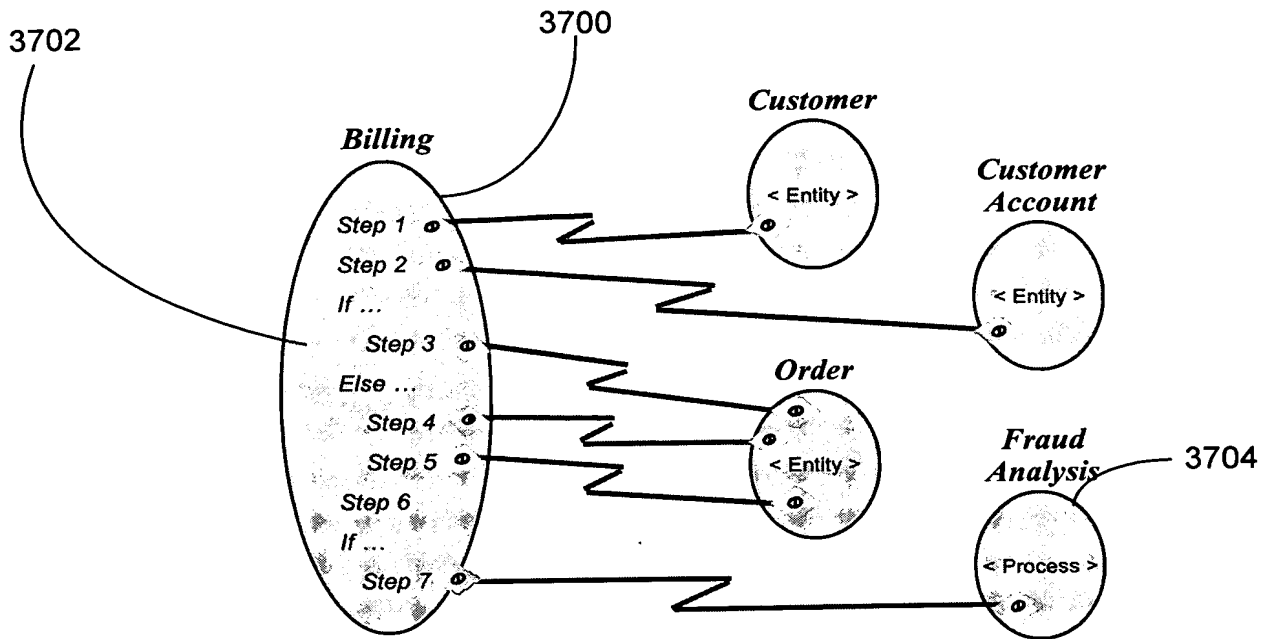 3702
3700
Billing
Step 1
Step 2
If ...
Step 3
Else ...
Step 4
Step 5
Step 6
If ...
Step 7
Customer
< Entity >
Customer
Account
< Entity >
Order
< Entity >
Fraud
Analysis
3704
< Process >